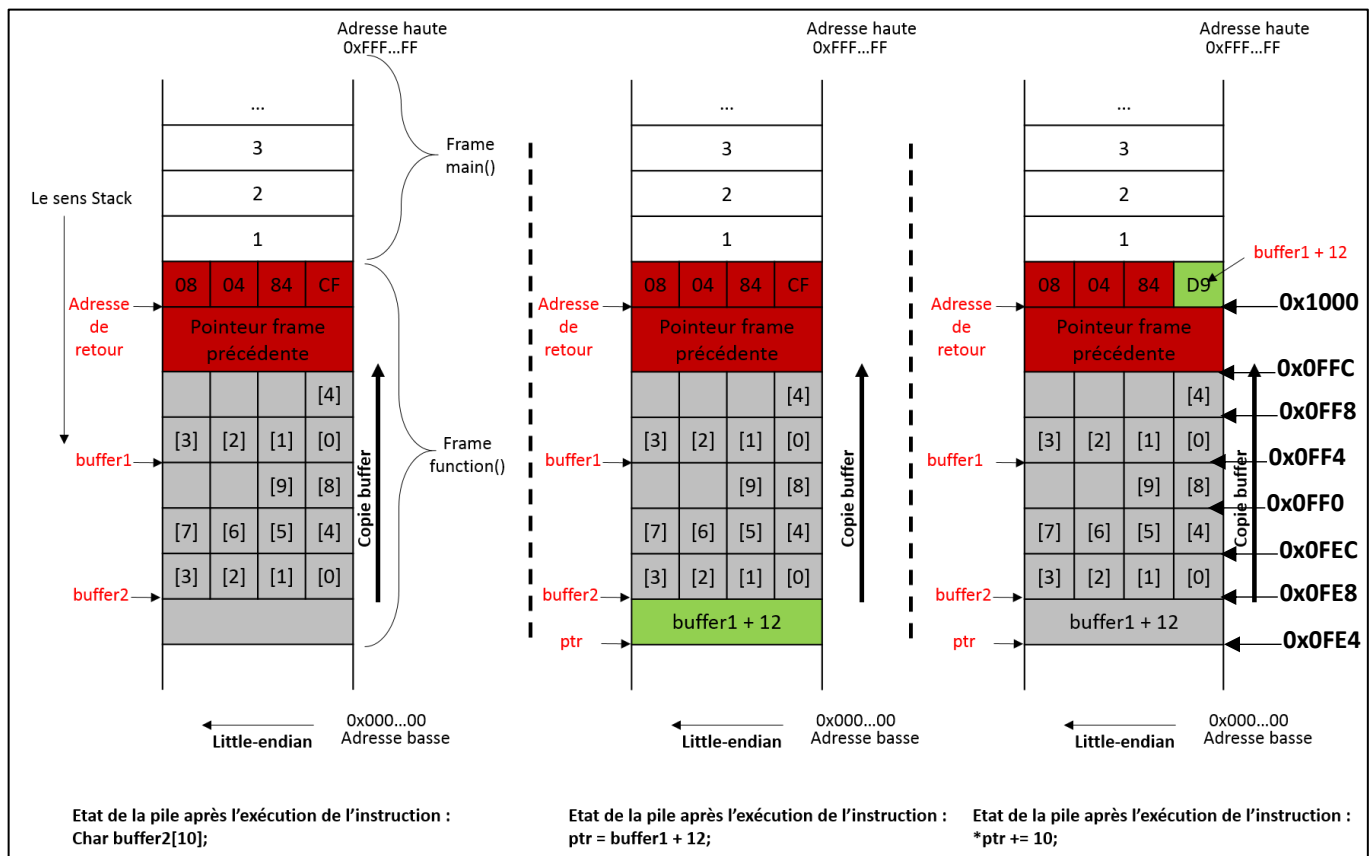 Adresse haute
0xFFF...FF
...
3
2
1
Frame
main()
Le sens Stack
08 04 84 CF
Adresse
de
retour
Pointeur frame
précédente
[4]
[3] [2] [1] [0]
buffer1
[9] [8]
[7] [6] [5] [4]
[3] [2] [1] [0]
buffer2
Copie buffer
Frame
function()
0x000...00
Adresse basse
Little-endian
Etat de la pile après l’exécution de l’instruction :
Char buffer2[10];
Adresse haute
0xFFF...FF
...
3
2
1
08 04 84 CF
Adresse
de
retour
Pointeur frame
précédente
[4]
[3] [2] [1] [0]
buffer1
[9] [8]
[7] [6] [5] [4]
[3] [2] [1] [0]
buffer2
buffer1 + 12
ptr
Copie buffer
0x000...00
Adresse basse
Little-endian
Etat de la pile après l’exécution de l’instruction :
ptr = buffer1 + 12;
Adresse haute
0xFFF...FF
...
3
2
1
buffer1 + 12
08 04 84 D9
0x1000
Adresse
de
retour
Pointeur frame
précédente
0x0FFC
[4]
0x0FF8
[3] [2] [1] [0]
buffer1
0x0FF4
[9] [8]
0x0FF0
[7] [6] [5] [4]
0x0FEC
[3] [2] [1] [0]
buffer2
0x0FE8
buffer1 + 12
ptr
0x0FE4
Copie buffer
0x000...00
Adresse basse
Little-endian
Etat de la pile après l’exécution de l’instruction :
*ptr += 10;